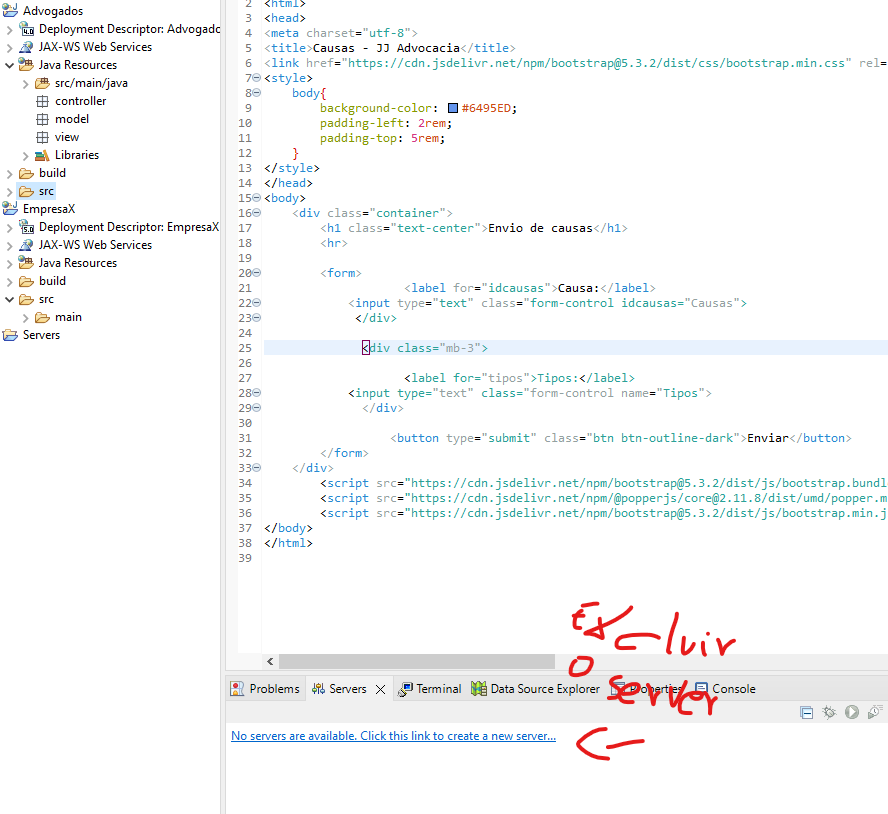 Advogados
Deployment Descriptor: Advogado
JAX-WS Web Services
Java Resources
src/main/java
controller
model
view
Libraries
build
src
EmpresaX
Deployment Descriptor: EmpresaX
JAX-WS Web Services
Java Resources
build
src
main
Servers
2 <html>
3 <head>
4 <meta charset="utf-8">
5 <title>Causas - JJ Advocacia</title>
6 <link href="https://cdn.jsdelivr.net/npm/bootstrap@5.3.2/dist/css/bootstrap.min.css" rel=
7 <style>
8 body{
9 background-color: #6495ED;
10 padding-left: 2rem;
11 padding-top: 5rem;
12 }
13 </style>
14 </head>
15 <body>
16 <div class="container">
17 <h1 class="text-center">Envio de causas</h1>
18 <hr>
19
20 <form>
21 <label for="idcausas">Causa:</label>
22 <input type="text" class="form-control idcausas="Causas">
23 </div>
24
25 <div class="mb-3">
26
27 <label for="tipos">Tipos:</label>
28 <input type="text" class="form-control name="Tipos">
29 </div>
30
31 <button type="submit" class="btn btn-outline-dark">Enviar</button>
32 </form>
33 </div>
34 <script src="https://cdn.jsdelivr.net/npm/bootstrap@5.3.2/dist/js/bootstrap.bundl
35 <script src="https://cdn.jsdelivr.net/npm/@popperjs/core@2.11.8/dist/umd/popper.m
36 <script src="https://cdn.jsdelivr.net/npm/bootstrap@5.3.2/dist/js/bootstrap.min.j
37 </body>
38 </html>
39
Excluir
o
server
Problems Servers Terminal Data Source Explorer Properties Console
No servers are available. Click this link to create a new server...